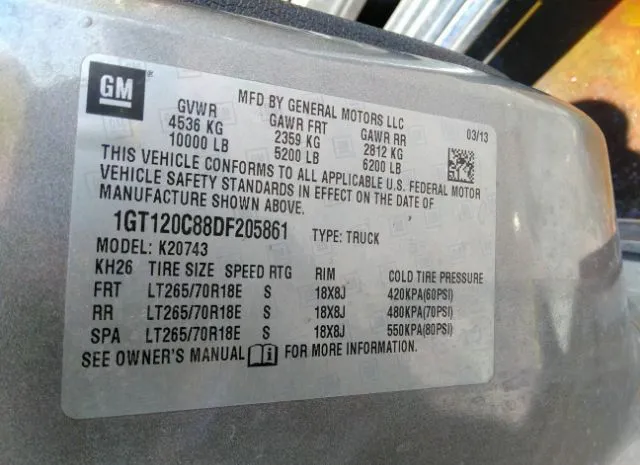 GM
MFD BY GENERAL MOTORS LLC
03/13
GVWR GAWR FRT GAWR RR
4536 KG 2359 KG 2812 KG
10000 LB 5200 LB 6200 LB
THIS VEHICLE CONFORMS TO ALL APPLICABLE U.S. FEDERAL MOTOR
VEHICLE SAFETY STANDARDS IN EFFECT ON THE DATE OF
MANUFACTURE SHOWN ABOVE.
1GT120C88DF205861 TYPE: TRUCK
MODEL: K20743
KH26 TIRE SIZE SPEED RTG RIM COLD TIRE PRESSURE
FRT LT265/70R18E S 18X8J 420KPA(60PSI)
RR LT265/70R18E S 18X8J 480KPA(70PSI)
SPA LT265/70R18E S 18X8J 550KPA(80PSI)
SEE OWNER'S MANUAL FOR MORE INFORMATION.